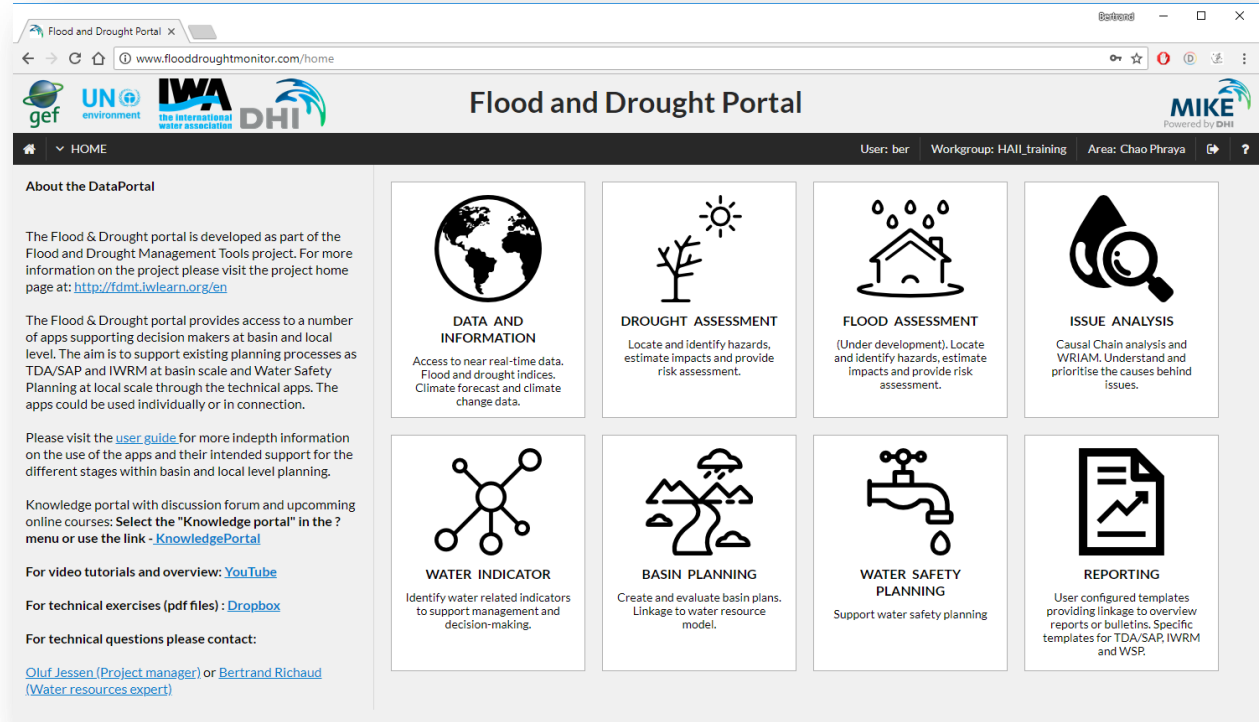 Bertrand
Flood and Drought Portal
www.flooddroughtmonitor.com/home
gef
UN
environment
IWA
the international
water association
DHI
Flood and Drought Portal
MIKE
Powered by DHI
HOME
User: ber
Workgroup: HAII_training
Area: Chao Phraya
?
About the DataPortal
The Flood & Drought portal is developed as part of the
Flood and Drought Management Tools project. For more
information on the project please visit the project home
page at: http://fdmt.iwlearn.org/en
The Flood & Drought portal provides access to a number
of apps supporting decision makers at basin and local
level. The aim is to support existing planning processes as
TDA/SAP and IWRM at basin scale and Water Safety
Planning at local scale through the technical apps. The
apps could be used individually or in connection.
Please visit the user guide for more indepth information
on the use of the apps and their intended support for the
different stages within basin and local level planning.
Knowledge portal with discussion forum and upcomming
online courses: Select the "Knowledge portal" in the ?
menu or use the link - KnowledgePortal
For video tutorials and overview: YouTube
For technical exercises (pdf files) : Dropbox
For technical questions please contact:
Oluf Jessen (Project manager) or Bertrand Richaud
(Water resources expert)
DATA AND
INFORMATION
Access to near real-time data.
Flood and drought indices.
Climate forecast and climate
change data.
DROUGHT ASSESSMENT
Locate and identify hazards,
estimate impacts and provide
risk assessment.
FLOOD ASSESSMENT
(Under development). Locate
and identify hazards, estimate
impacts and provide risk
assessment.
ISSUE ANALYSIS
Causal Chain analysis and
WRIAM. Understand and
prioritise the causes behind
issues.
WATER INDICATOR
Identify water related indicators
to support management and
decision-making.
BASIN PLANNING
Create and evaluate basin plans.
Linkage to water resource
model.
WATER SAFETY
PLANNING
Support water safety planning
REPORTING
User configured templates
providing linkage to overview
reports or bulletins. Specific
templates for TDA/SAP, IWRM
and WSP.